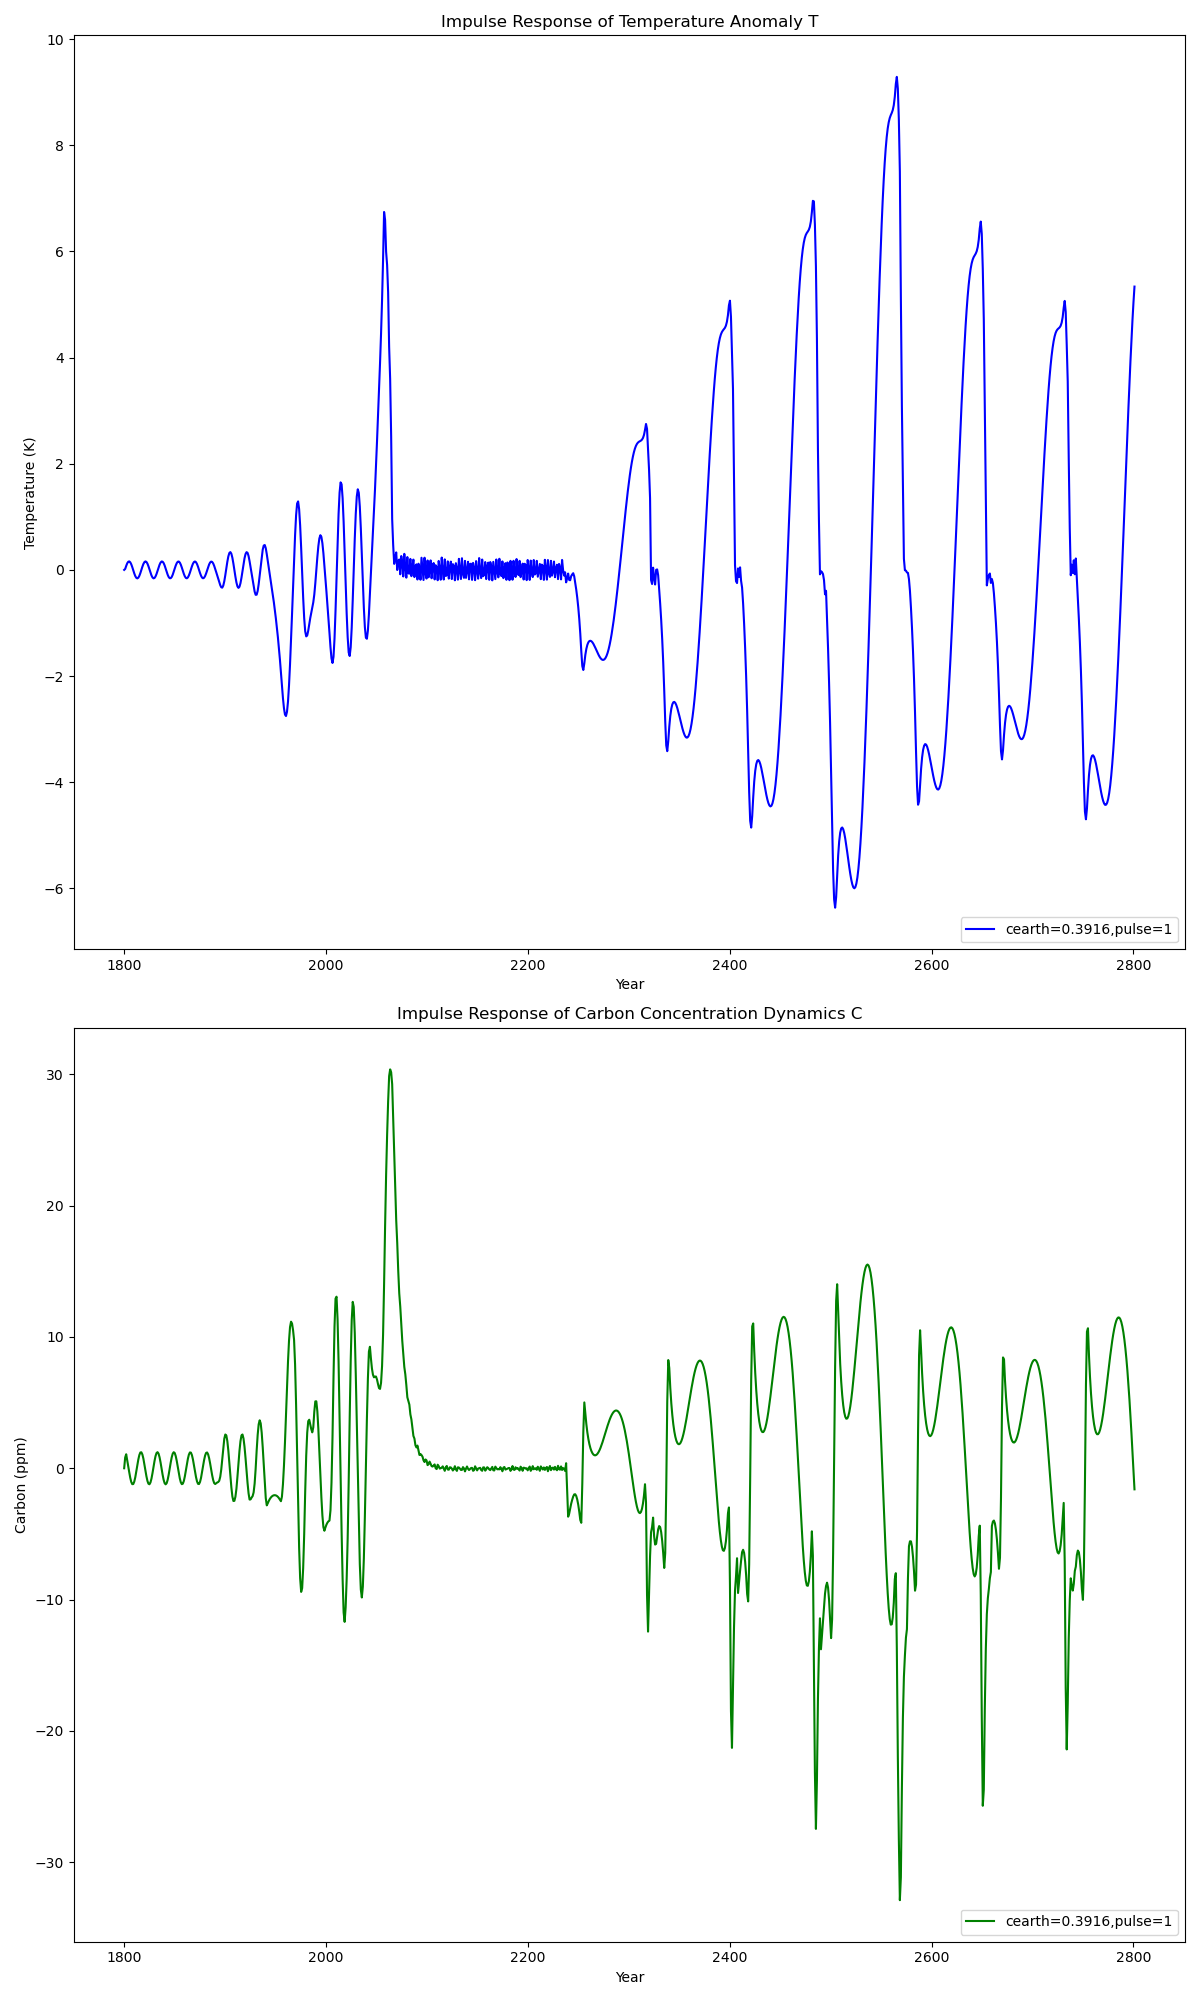 Impulse Response of Temperature Anomaly T
10
8
6
4
2
0
−2
−4
−6
Temperature (K)
cearth=0.3916,pulse=1
1800 2000 2200 2400 2600 2800
Year
Impulse Response of Carbon Concentration Dynamics C
30
20
10
0
−10
−20
−30
Carbon (ppm)
cearth=0.3916,pulse=1
1800 2000 2200 2400 2600 2800
Year